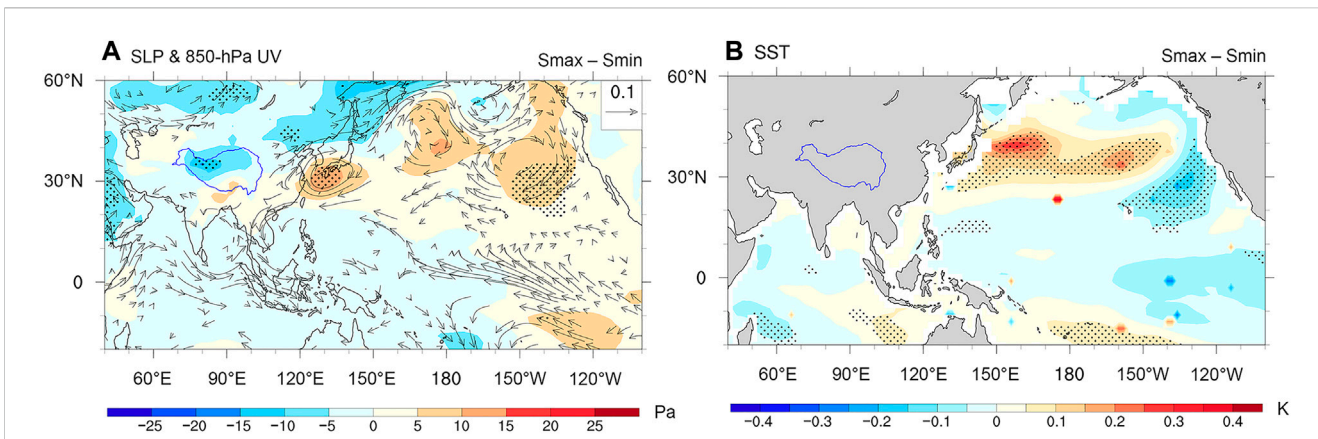 A SLP & 850-hPa UV Smax – Smin
60°N
0.1
30°N
0
60°E 90°E 120°E 150°E 180 150°W 120°W
−25 −20 −15 −10 −5 0 5 10 15 20 25 Pa
B SST Smax – Smin
60°N
30°N
0
60°E 90°E 120°E 150°E 180 150°W 120°W
−0.4 −0.3 −0.2 −0.1 0 0.1 0.2 0.3 0.4 K